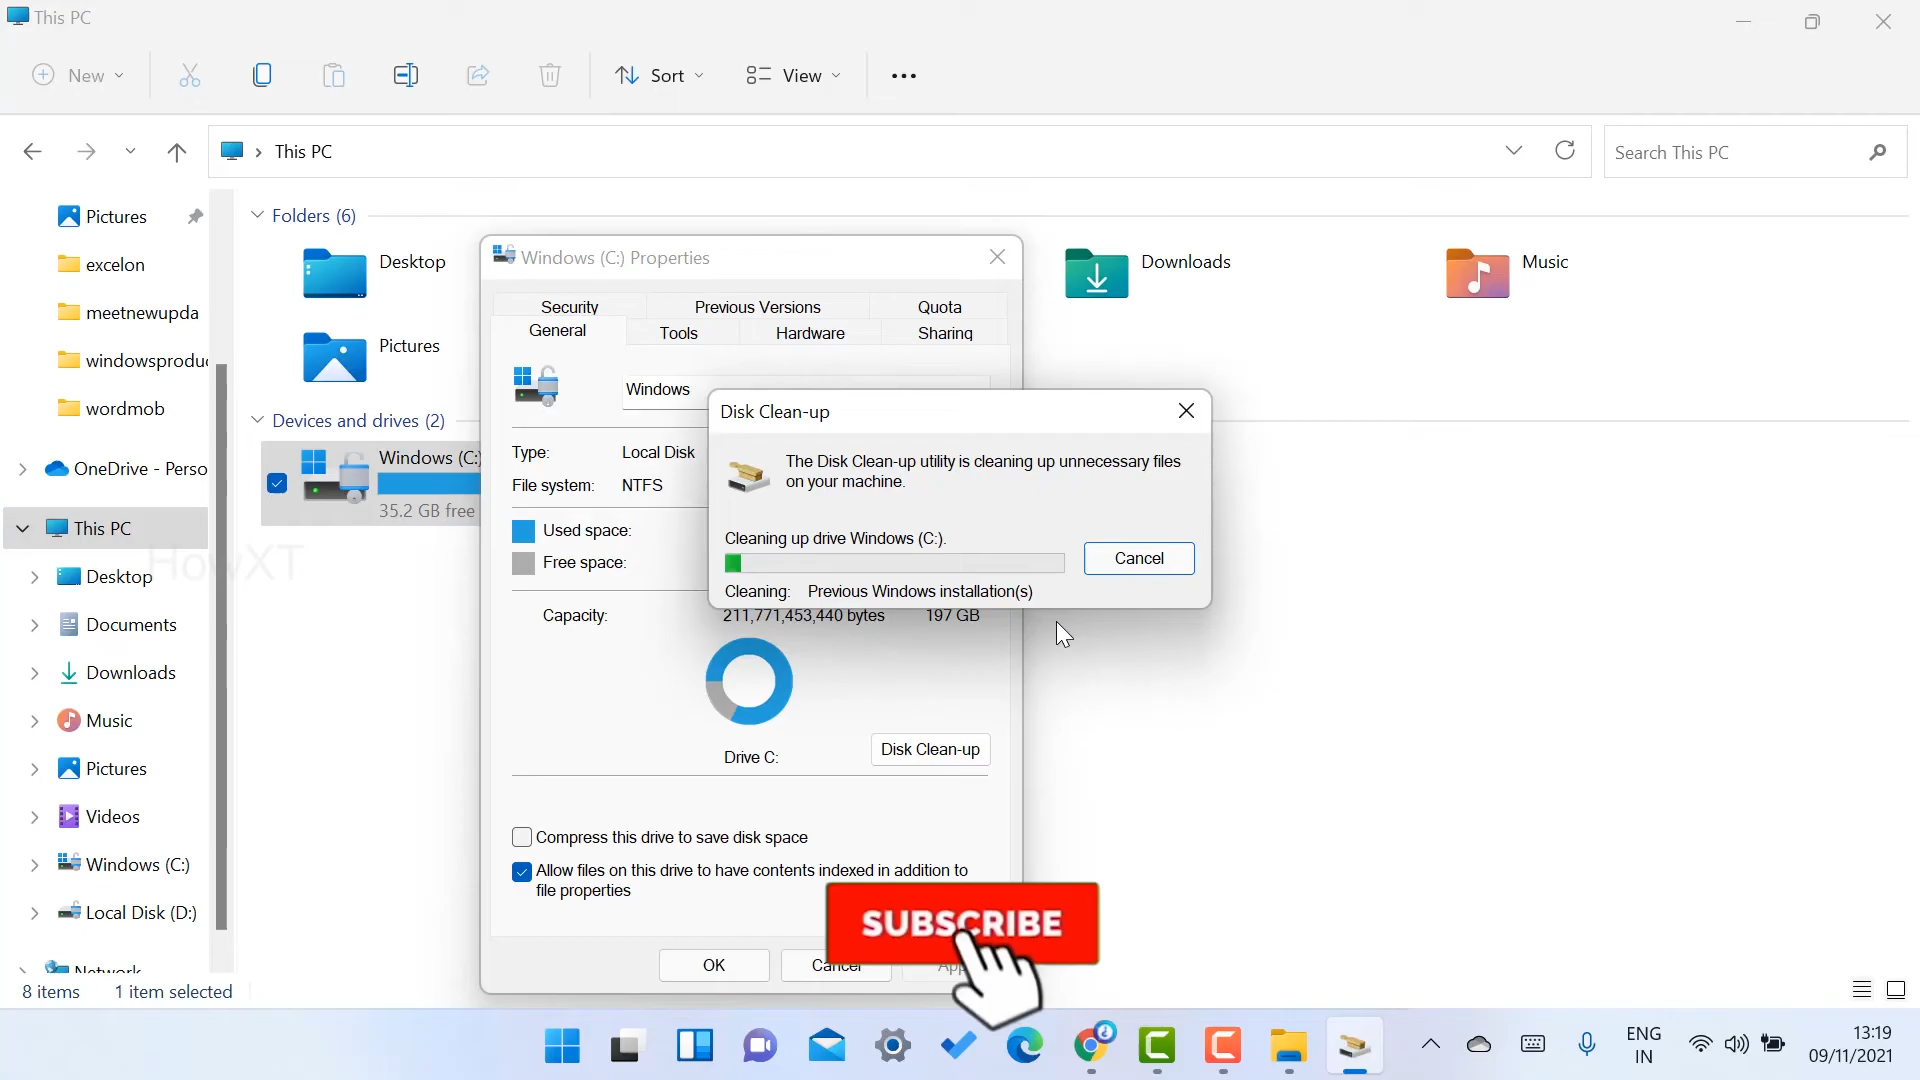 This PC
New
Sort
View
This PC
Search This PC
Pictures
excelon
meetnewupda
windowsproduc
wordmob
OneDrive - Perso
This PC
Desktop
Documents
Downloads
Music
Pictures
Videos
Windows (C:)
Local Disk (D:)
Network
Folders (6)
Desktop
Downloads
Music
Pictures
Devices and drives (2)
Windows (C:)
35.2 GB free
HowXT
Windows (C:) Properties
Security
Previous Versions
Quota
General
Tools
Hardware
Sharing
Windows
Type: Local Disk
File system: NTFS
Used space:
Free space:
Capacity: 211,771,453,440 bytes 197 GB
Drive C:
Disk Clean-up
Compress this drive to save disk space
Allow files on this drive to have contents indexed in addition to
file properties
OK
Cancel
App
Disk Clean-up
The Disk Clean-up utility is cleaning up unnecessary files
on your machine.
Cleaning up drive Windows (C:).
Cancel
Cleaning: Previous Windows installation(s)
SUBSCRIBE
8 items
1 item selected
ENG
IN
13:19
09/11/2021